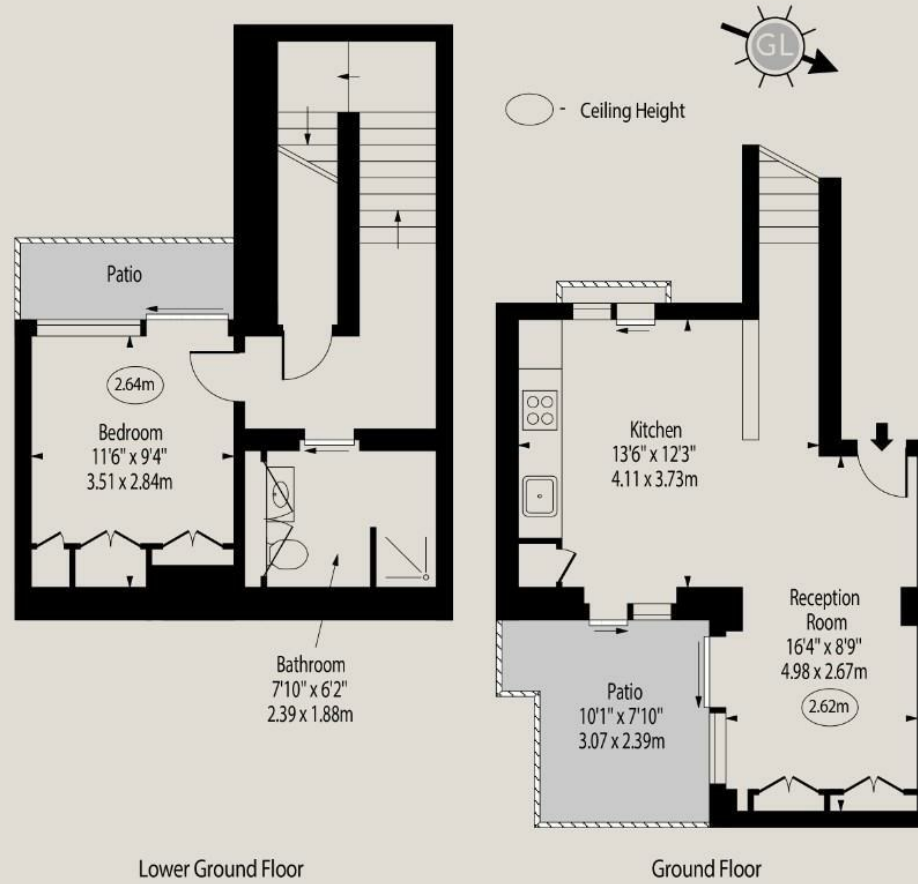 GL
- Ceiling Height
Patio
2.64m
Bedroom
11'6" x 9'4"
3.51 x 2.84m
Bathroom
7'10" x 6'2"
2.39 x 1.88m
Lower Ground Floor
Kitchen
13'6" x 12'3"
4.11 x 3.73m
Reception
Room
16'4" x 8'9"
4.98 x 2.67m
2.62m
Patio
10'1" x 7'10"
3.07 x 2.39m
Ground Floor